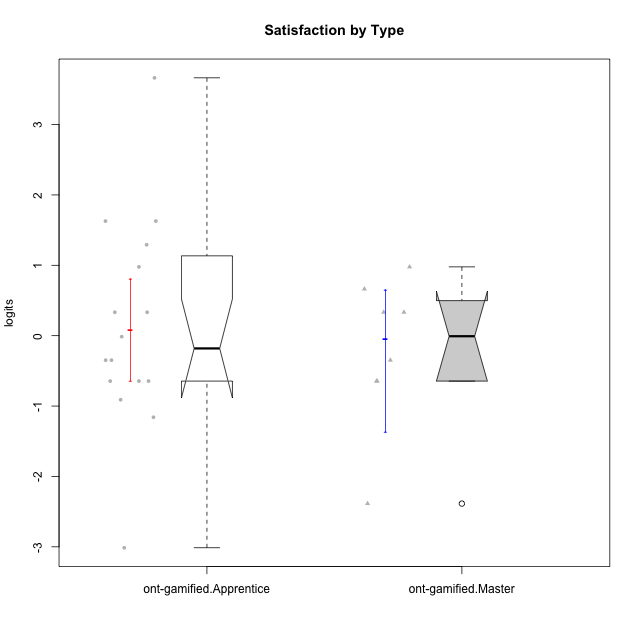 Satisfaction by Type
logits
3
2
1
0
-1
-2
-3
ont-gamified.Apprentice
ont-gamified.Master